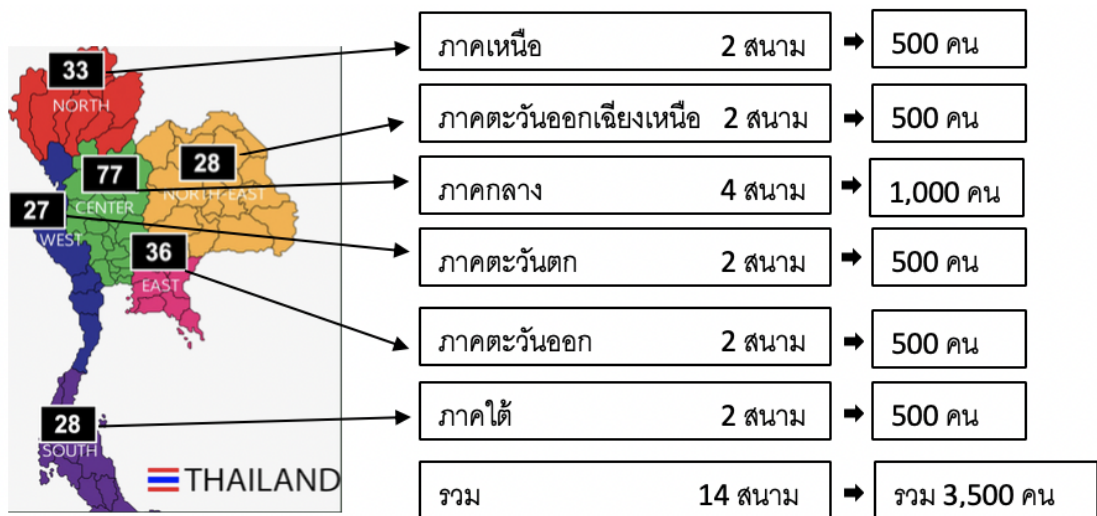 33
NORTH
28
NORTH-EAST
77
CENTER
27
WEST
36
EAST
28
SOUTH
THAILAND
ภาคเหนือ 2 สนาม 500 คน
ภาคตะวันออกเฉียงเหนือ 2 สนาม 500 คน
ภาคกลาง 4 สนาม 1,000 คน
ภาคตะวันตก 2 สนาม 500 คน
ภาคตะวันออก 2 สนาม 500 คน
ภาคใต้ 2 สนาม 500 คน
รวม 14 สนาม รวม 3,500 คน